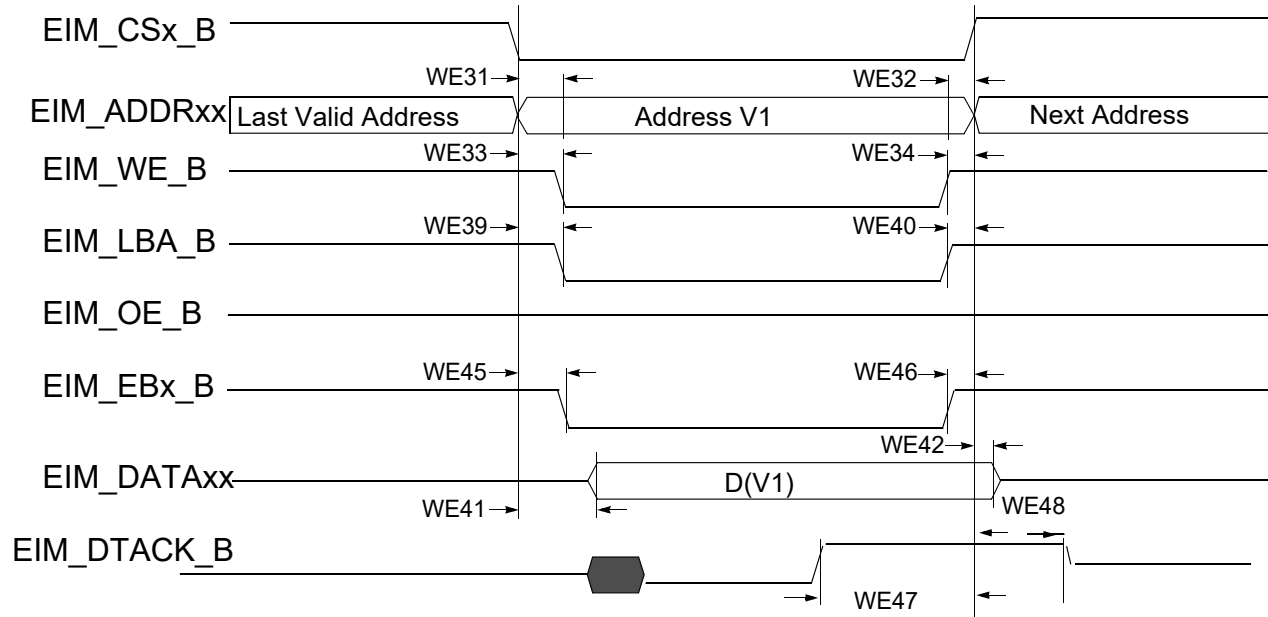 EIM_CSx_B
WE31
WE32
EIM_ADDRxx
Last Valid Address
Address V1
Next Address
WE33
WE34
EIM_WE_B
WE39
WE40
EIM_LBA_B
EIM_OE_B
WE45
WE46
EIM_EBx_B
WE42
EIM_DATAxx
D(V1)
WE41
WE48
EIM_DTACK_B
WE47